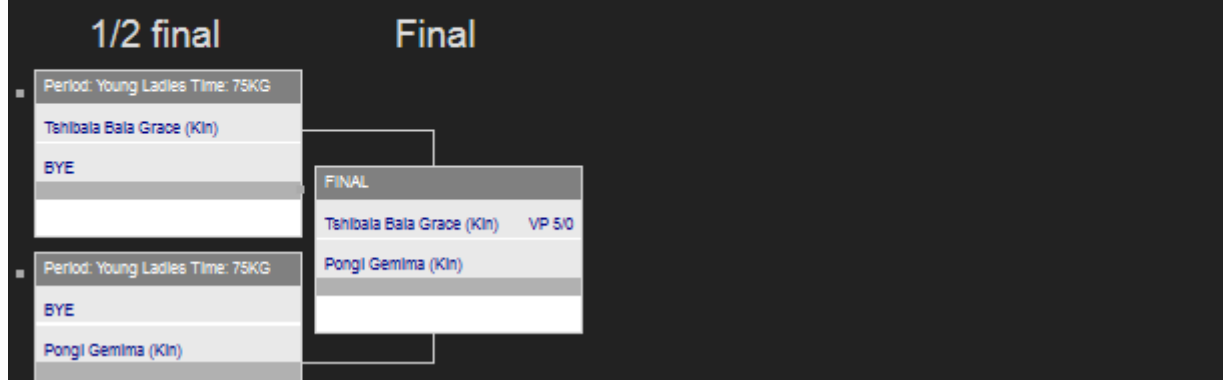 1/2 final
Final
Period: Young Ladies Time: 75KG
Tshibala Bala Grace (Kin)
BYE
FINAL
Tshibala Bala Grace (Kin) VP 5/0
Pongi Gemima (Kin)
Period: Young Ladies Time: 75KG
BYE
Pongi Gemima (Kin)